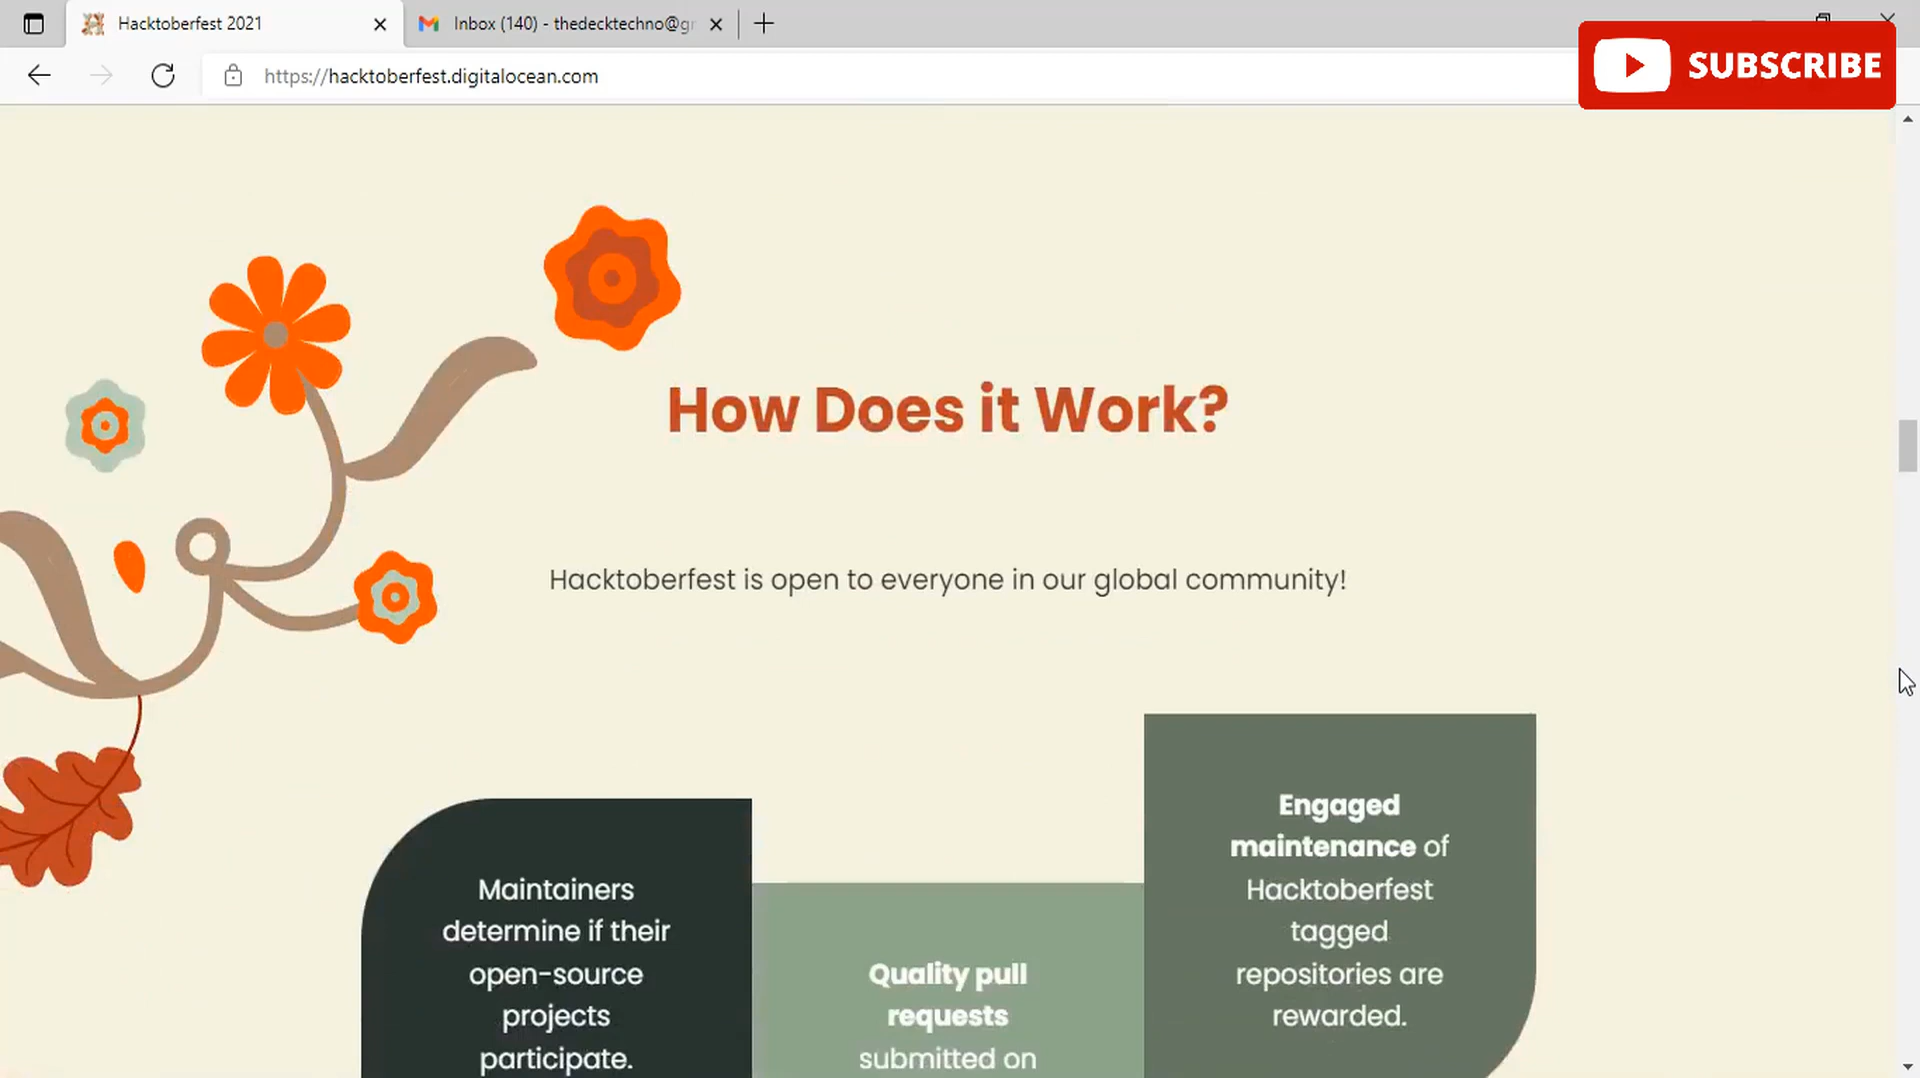 Hacktoberfest 2021
Inbox (140) - thedecktechno@gr
https://hacktoberfest.digitalocean.com
SUBSCRIBE
How Does it Work?
Hacktoberfest is open to everyone in our global community!
Maintainers
determine if their
open-source
projects
participate.
Quality pull
requests
submitted on
Engaged
maintenance of
Hacktoberfest
tagged
repositories are
rewarded.